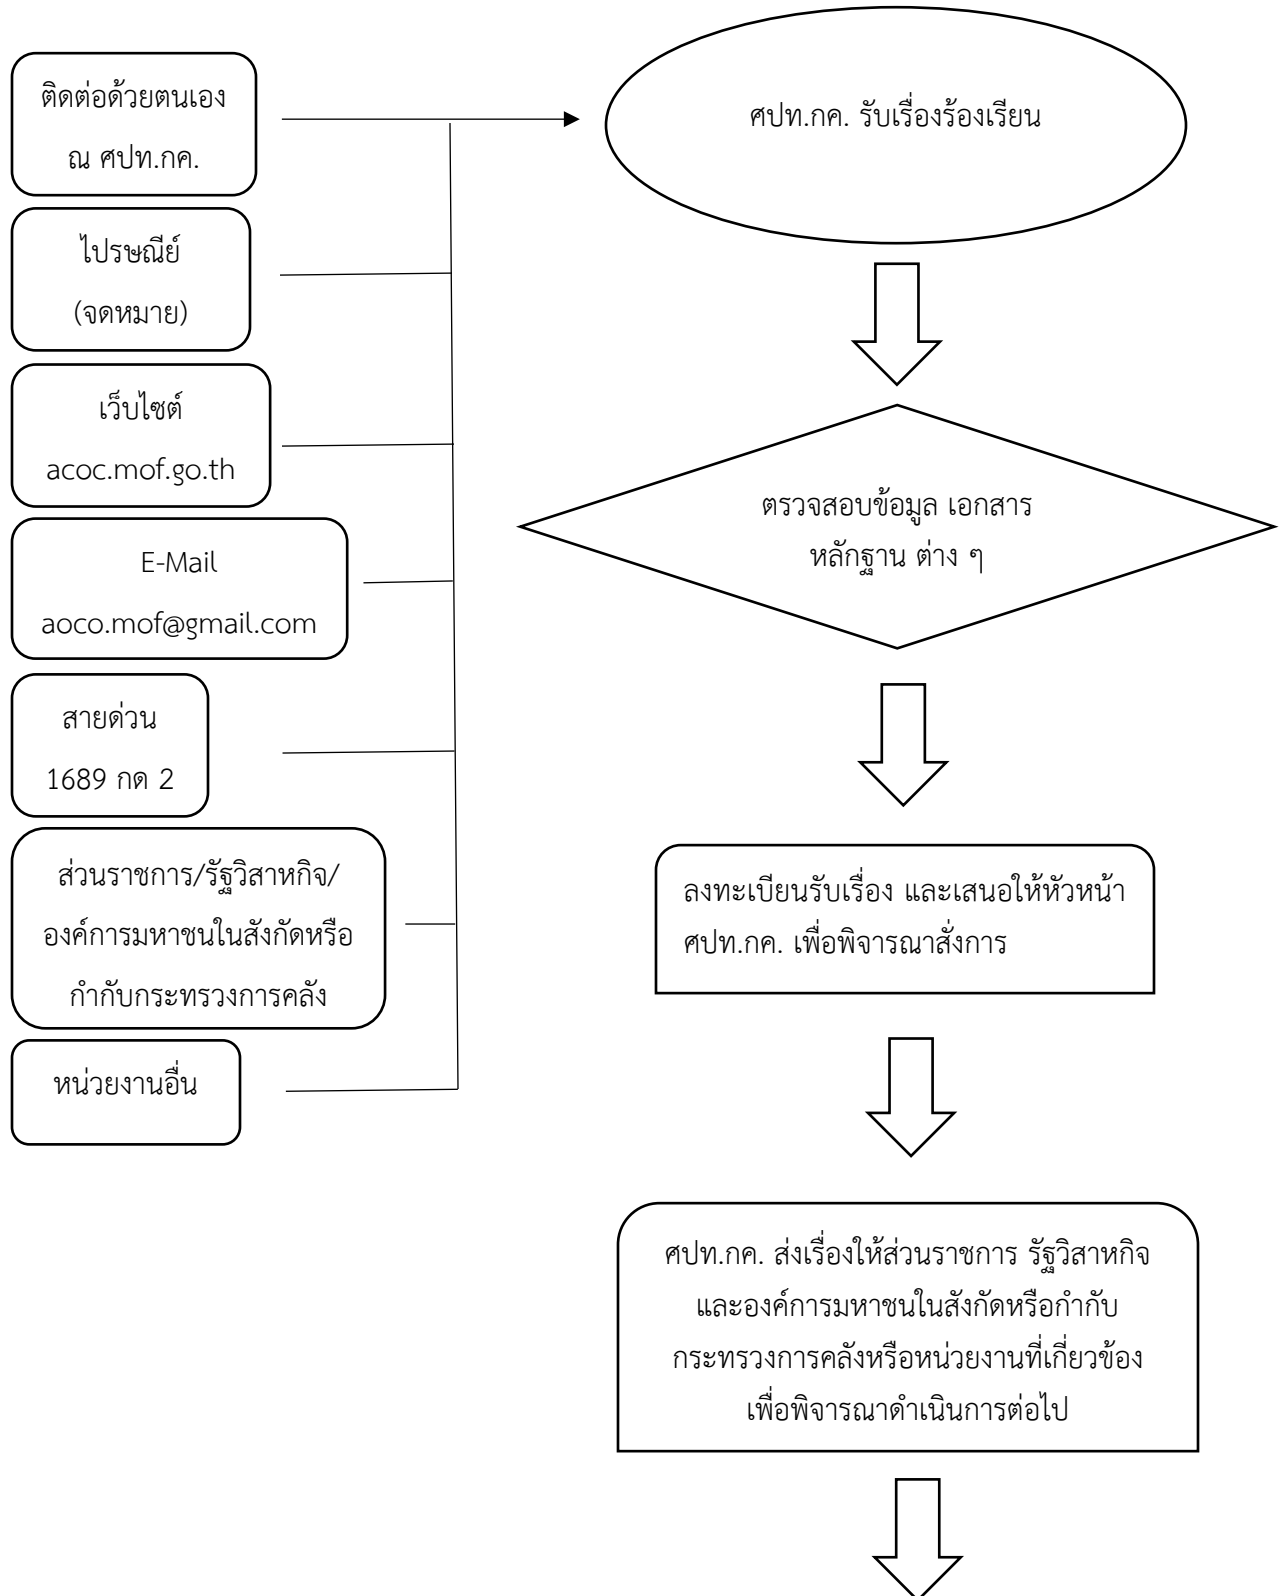 ติดต่อด้วยตนเอง
ณ ศปท.กค.
ไปรษณีย์
(จดหมาย)
เว็บไซต์
acoc.mof.go.th
E-Mail
aoco.mof@gmail.com
สายด่วน
1689 กด 2
ส่วนราชการ/รัฐวิสาหกิจ/
องค์การมหาชนในสังกัดหรือ
กำกับกระทรวงการคลัง
หน่วยงานอื่น
ศปท.กค. รับเรื่องร้องเรียน
ตรวจสอบข้อมูล เอกสาร
หลักฐาน ต่าง ๆ
ลงทะเบียนรับเรื่อง และเสนอให้หัวหน้า
ศปท.กค. เพื่อพิจารณาสั่งการ
ศปท.กค. ส่งเรื่องให้ส่วนราชการ รัฐวิสาหกิจ
และองค์การมหาชนในสังกัดหรือกำกับ
กระทรวงการคลังหรือหน่วยงานที่เกี่ยวข้อง
เพื่อพิจารณาดำเนินการต่อไป